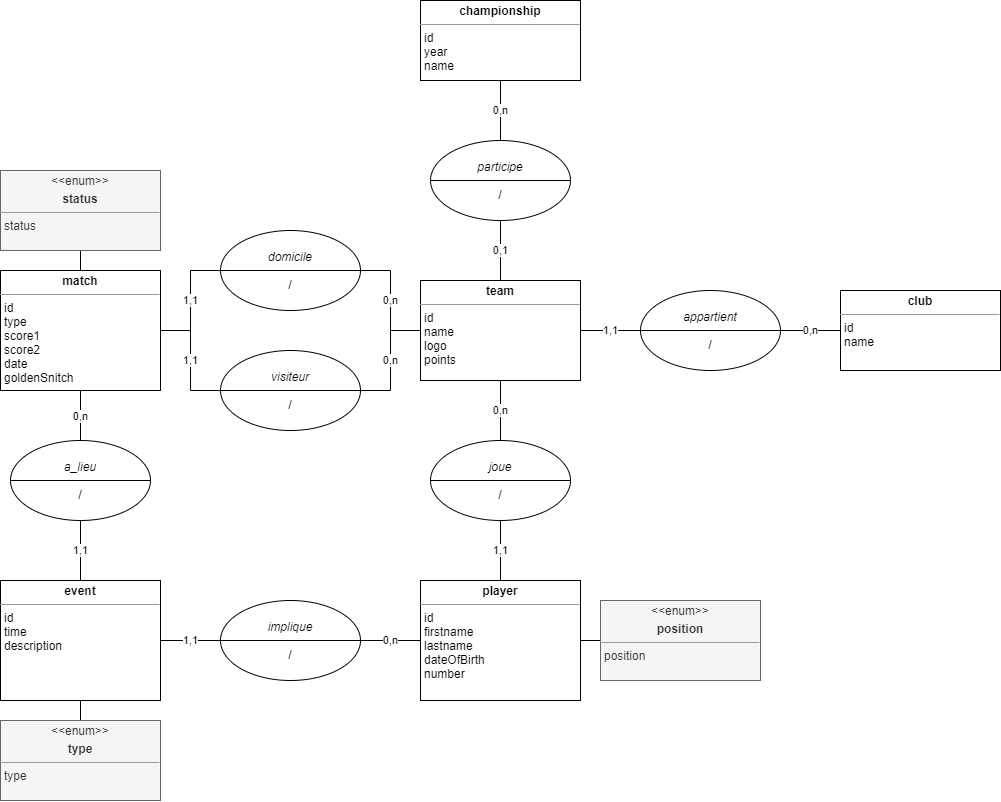 championship
id
year
name
0,n
participe
/
0,1
<<enum>>
status
status
match
id
type
score1
score2
date
goldenSnitch
1,1
domicile
/
0,n
1,1
visiteur
/
0,n
team
id
name
logo
points
1,1
appartient
/
0,n
club
id
name
0,n
a_lieu
/
1,1
0,n
joue
/
1,1
event
id
time
description
1,1
implique
/
0,n
player
id
firstname
lastname
dateOfBirth
number
<<enum>>
position
position
<<enum>>
type
type